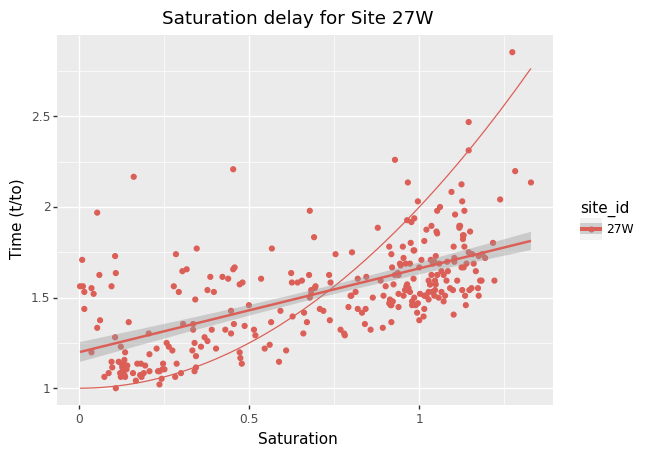 Saturation delay for Site 27W
Time (t/to)
2.5
2
1.5
1
0
0.5
1
Saturation
site_id
27W